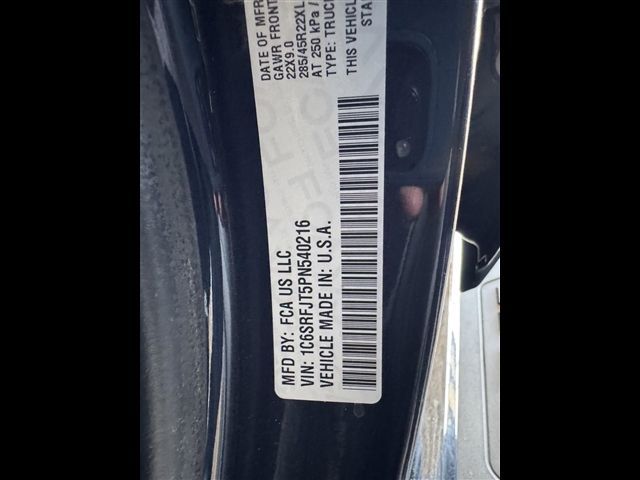 DATE OF MFR
GAWR FRONT
22X9.0
285/45R22XL
AT 250 kPa /
TYPE: TRUCK
THIS VEHICLE
STA
MFD BY: FCA US LLC
VIN: 1C6SRFJT5PN540216
VEHICLE MADE IN: U.S.A.